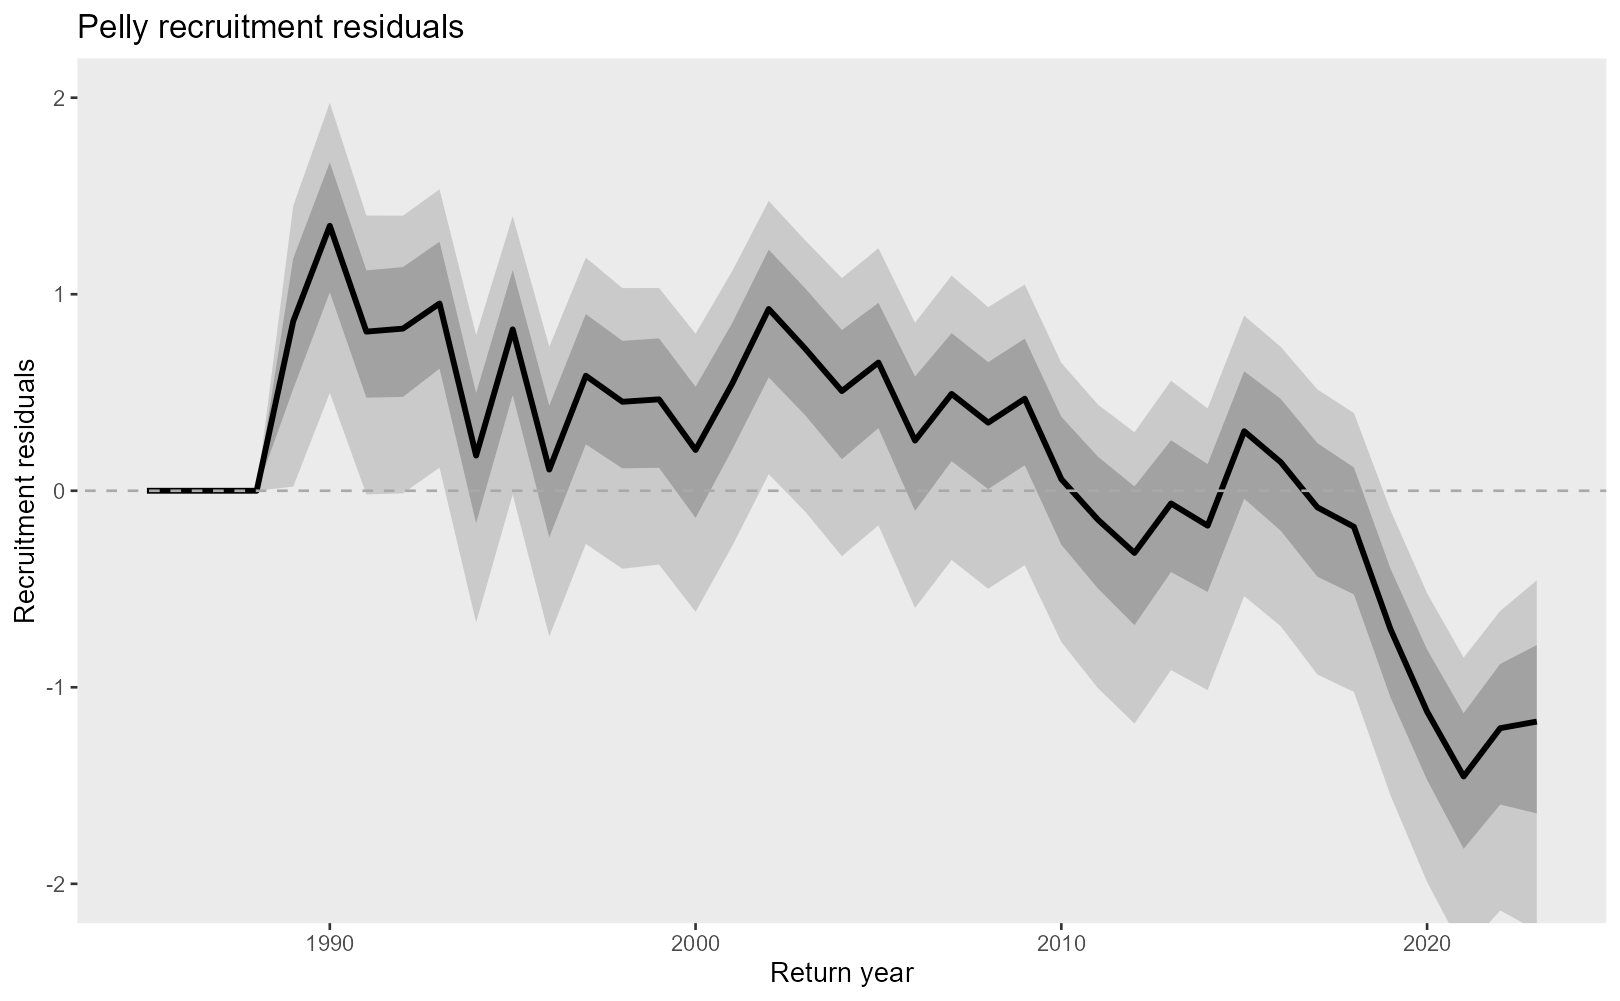 Pelly recruitment residuals
2
1
0
-1
-2
Recruitment residuals
1990 2000 2010 2020
Return year